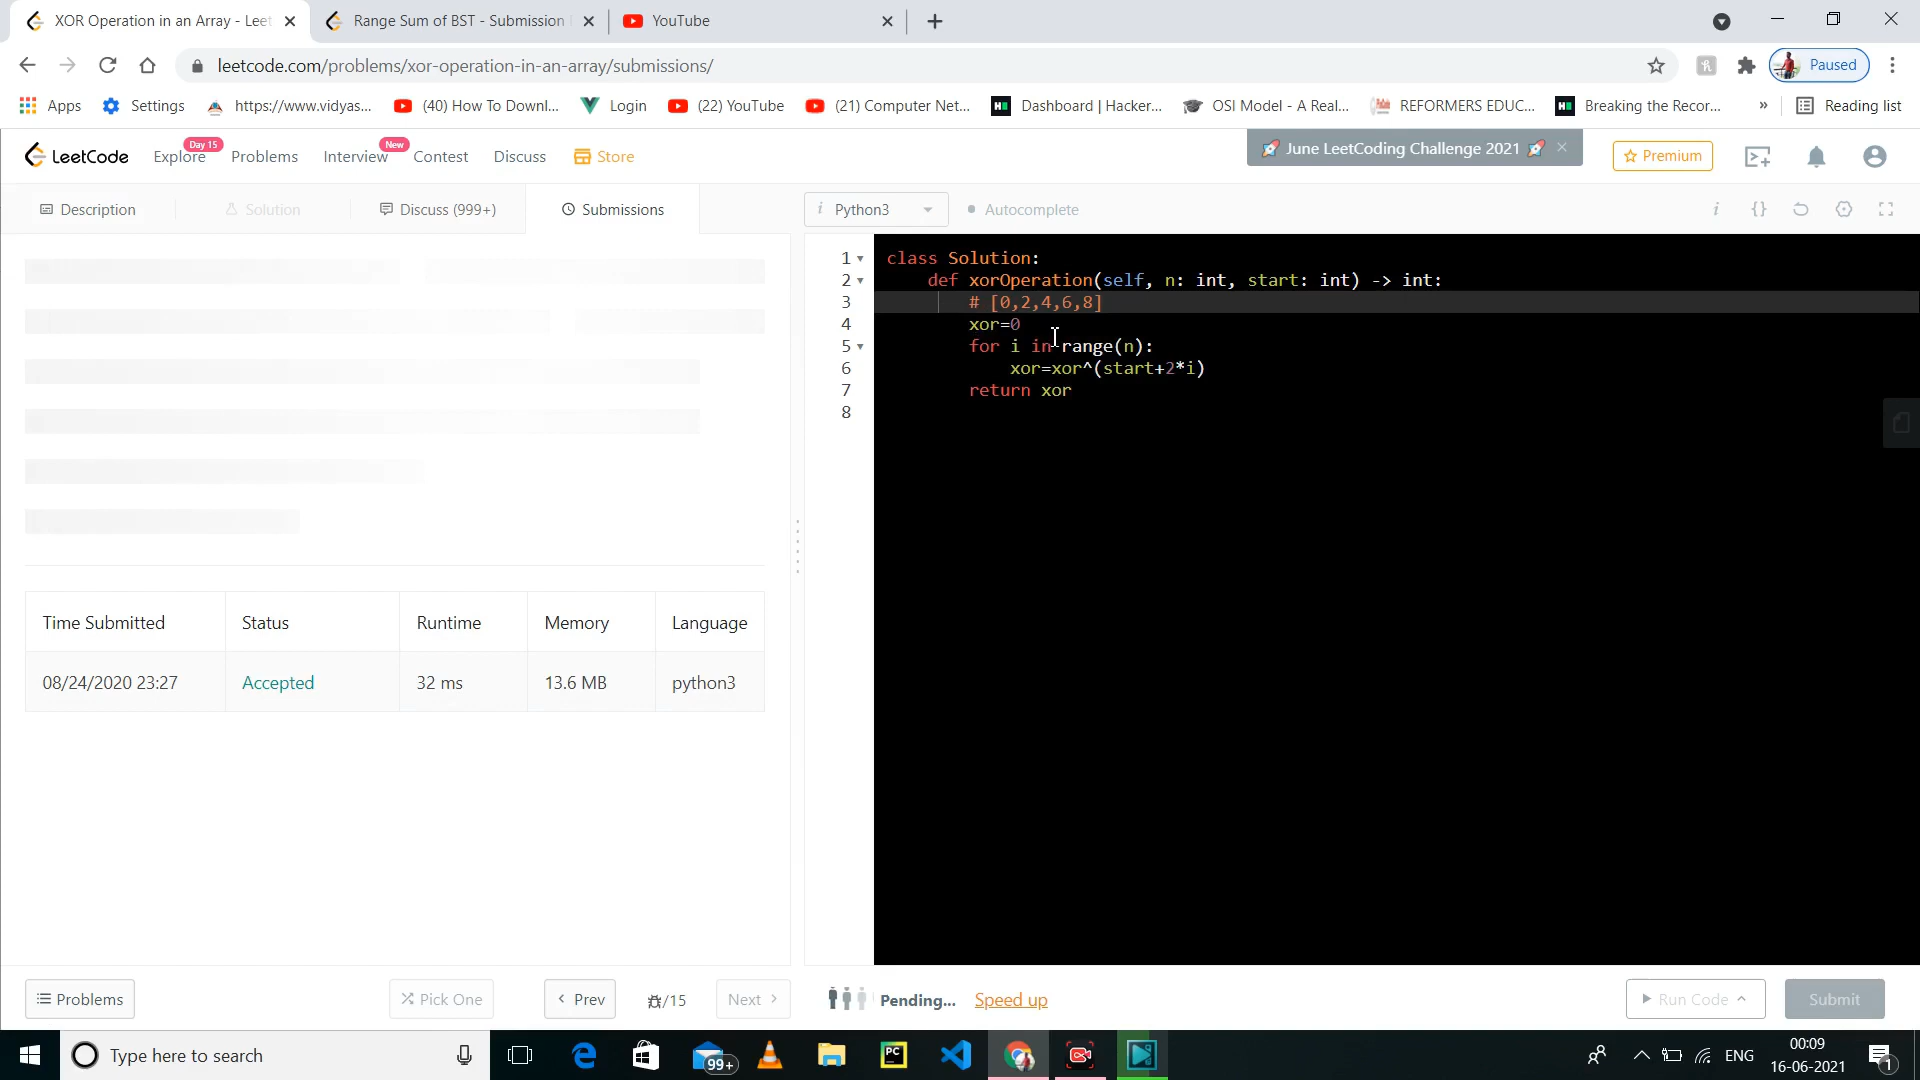 XOR Operation in an Array - Leet
Range Sum of BST - Submission
YouTube
leetcode.com/problems/xor-operation-in-an-array/submissions/
Paused
Apps
Settings
https://www.vidyas...
(40) How To Downl...
Login
(22) YouTube
(21) Computer Net...
Dashboard | Hacker...
OSI Model - A Real...
REFORMERS EDUC...
Breaking the Recor...
»
Reading list
LeetCode
Explore
Day 15
Problems
Interview
New
Contest
Discuss
Store
🚀 June LeetCoding Challenge 2021 🚀
Premium
Description
Solution
Discuss (999+)
Submissions
i Python3
Autocomplete
i
{}
1 class Solution:
2 def xorOperation(self, n: int, start: int) -> int:
3 # [0,2,4,6,8]
4 xor=0
5 for i in range(n):
6 xor=xor^(start+2*i)
7 return xor
8
Time Submitted Status Runtime Memory Language
08/24/2020 23:27 Accepted 32 ms 13.6 MB python3
Problems
Pick One
Prev
/15
Next
Pending...
Speed up
Run Code
Submit
Type here to search
99+
PC
ENG
00:09
16-06-2021
1